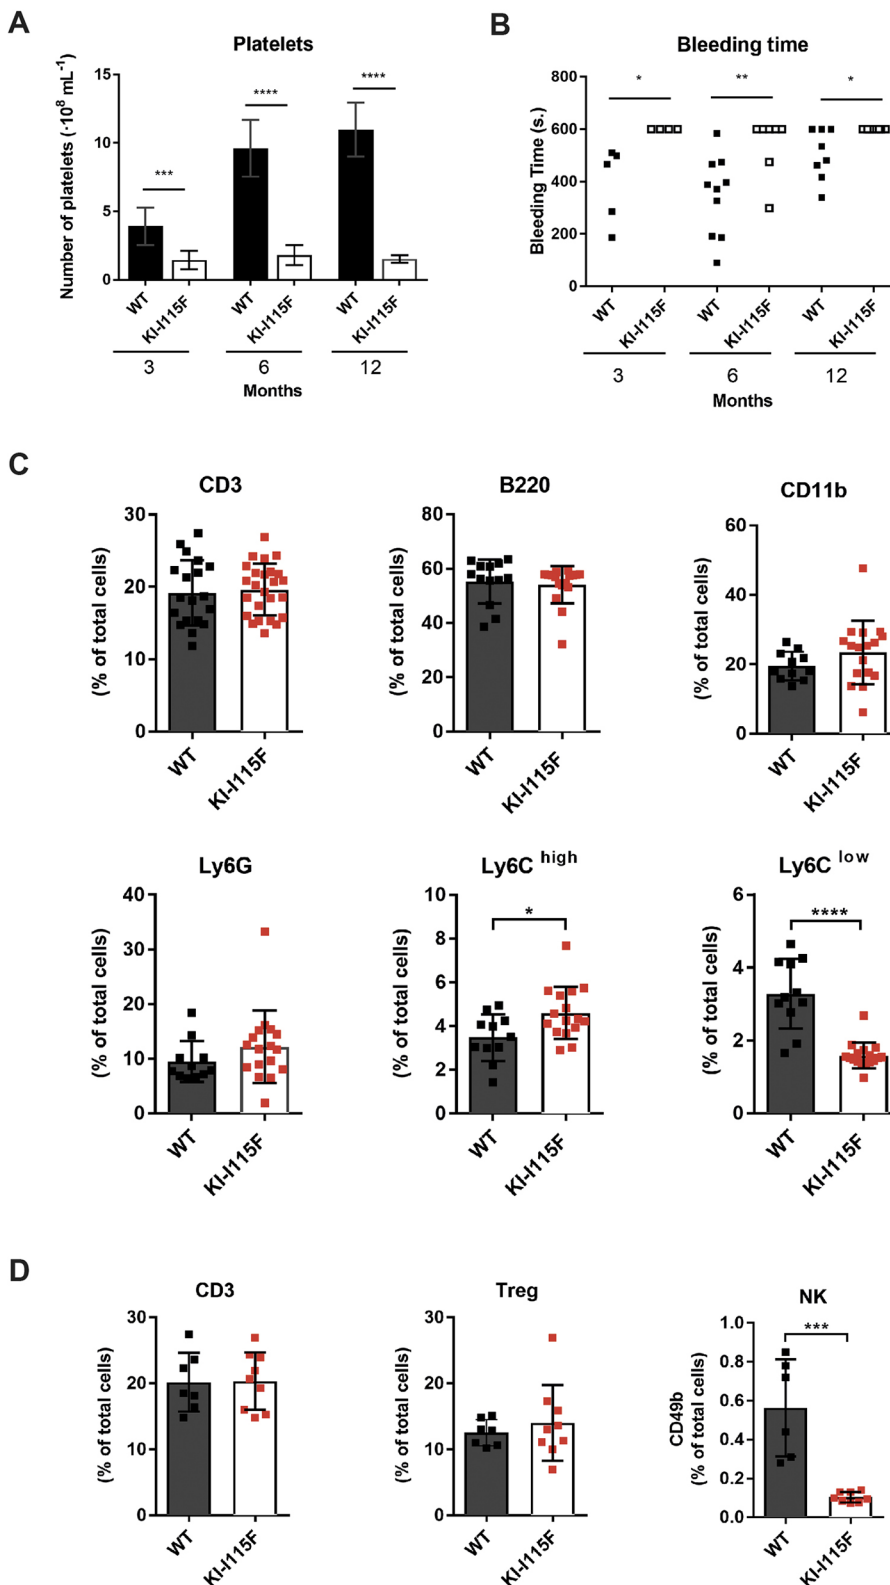 A
Platelets
Number of platelets (·10⁸ mL⁻¹)
15
10
5
0
***
****
****
WT
KI-I115F
WT
KI-I115F
WT
KI-I115F
3
6
12
Months
B
Bleeding time
Bleeding Time (s.)
800
600
400
200
0
*
**
*
WT
KI-I115F
WT
KI-I115F
WT
KI-I115F
3
6
12
Months
C
CD3
(% of total cells)
30
20
10
0
WT
KI-I115F
B220
(% of total cells)
80
60
40
20
0
WT
KI-I115F
CD11b
(% of total cells)
60
40
20
0
WT
KI-I115F
Ly6G
(% of total cells)
40
30
20
10
0
WT
KI-I115F
Ly6C high
(% of total cells)
10
8
6
4
2
0
*
WT
KI-I115F
Ly6C low
(% of total cells)
6
4
2
0
****
WT
KI-I115F
D
CD3
(% of total cells)
30
20
10
0
WT
KI-I115F
Treg
(% of total cells)
30
20
10
0
WT
KI-I115F
NK
CD49b
(% of total cells)
1.0
0.8
0.6
0.4
0.2
0.0
***
WT
KI-I115F